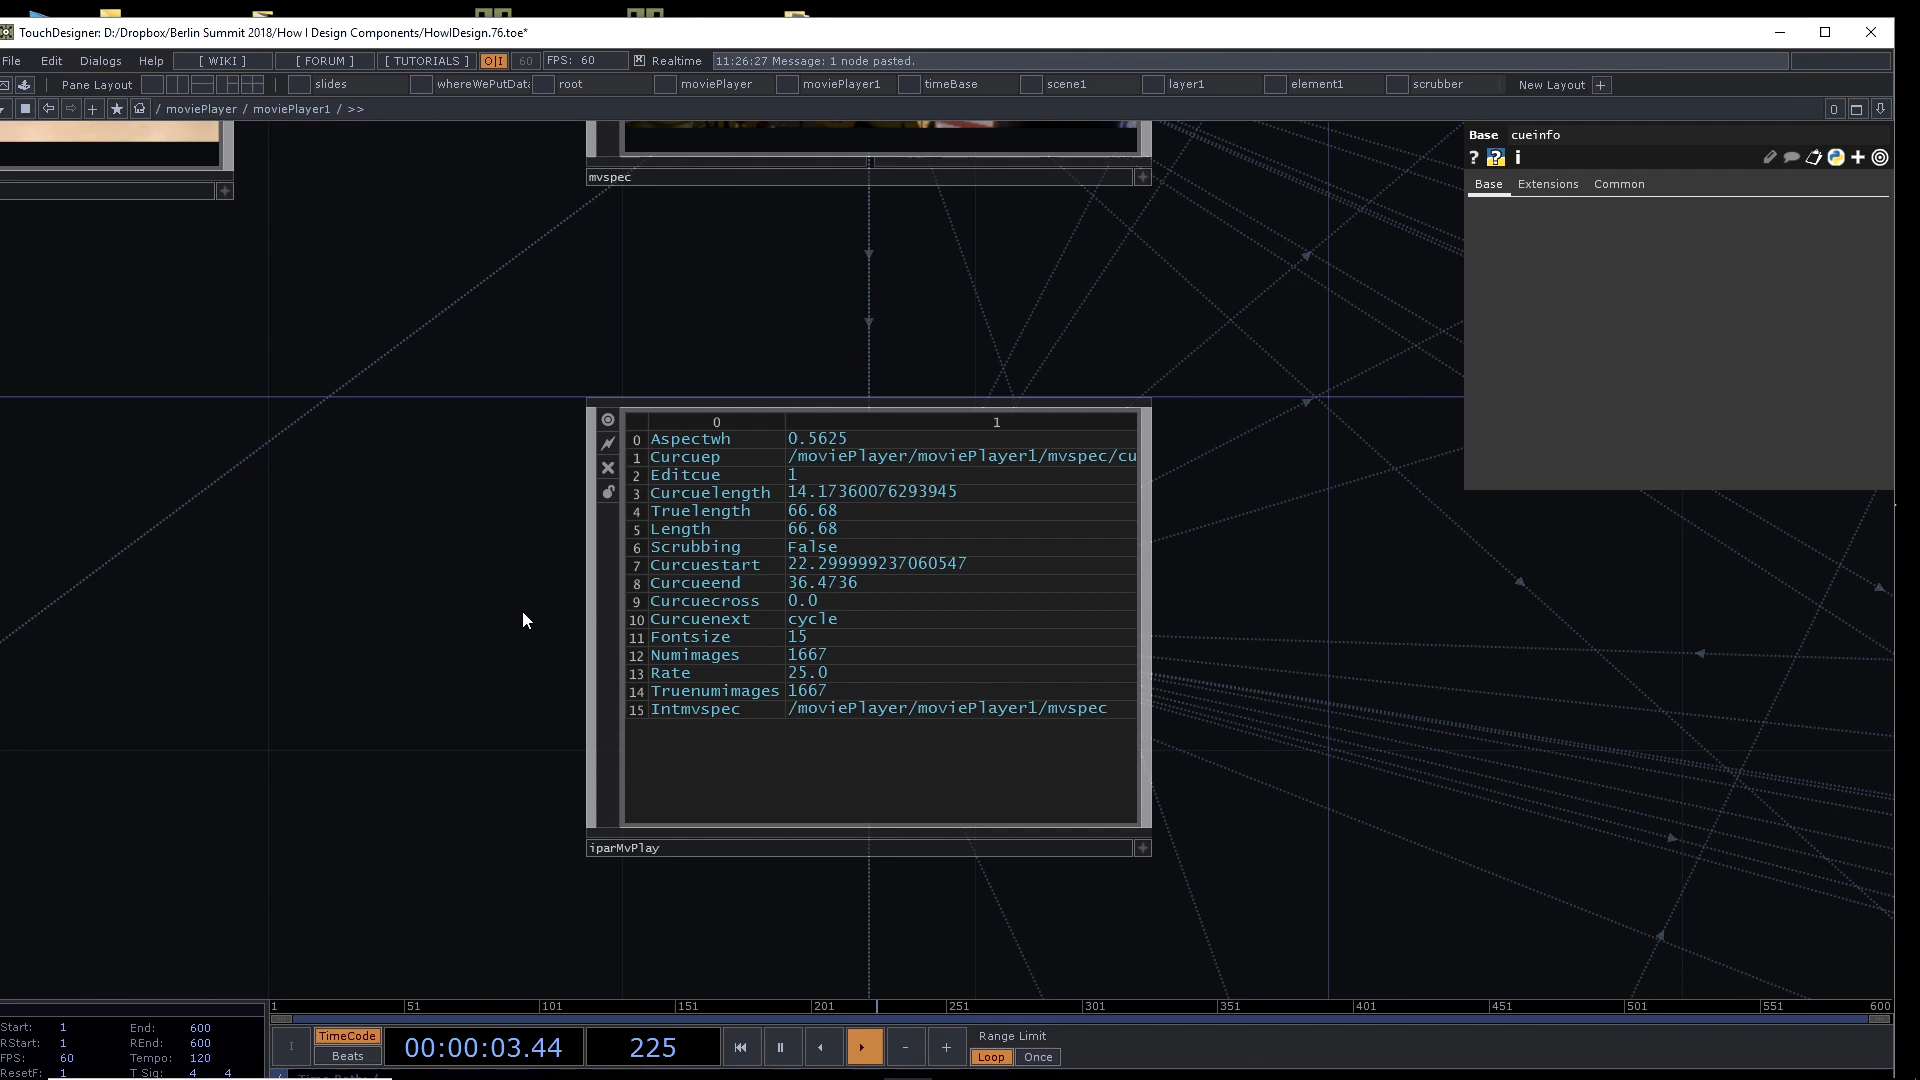 TouchDesigner: D:/Dropbox/Berlin Summit 2018/How I Design Components/HowIDesign.76.toe*
File Edit Dialogs Help [ WIKI ] [ FORUM ] [ TUTORIALS ] O|I 60 FPS: 60 Realtime 11:26:27 Message: 1 node pasted.
Pane Layout slides whereWePutData root moviePlayer moviePlayer1 timeBase scene1 layer1 element1 scrubber New Layout +
/ moviePlayer / moviePlayer1 / >>
Base cueinfo
? ? i
Base Extensions Common
mvspec
0 1
0 Aspectwh 0.5625
1 Curcuep /moviePlayer/moviePlayer1/mvspec/cu
2 Editcue 1
3 Curcuelength 14.17360076293945
4 Truelength 66.68
5 Length 66.68
6 Scrubbing False
7 Curcuestart 22.299999237060547
8 Curcueend 36.4736
9 Curcuecross 0.0
10 Curcuenext cycle
11 Fontsize 15
12 Numimages 1667
13 Rate 25.0
14 Truenumimages 1667
15 Intmvspec /moviePlayer/moviePlayer1/mvspec
iparMvPlay
1 51 101 151 201 251 301 351 401 451 501 551 600
Start: 1 End: 600
RStart: 1 REnd: 600
FPS: 60 Tempo: 120
ResetF: 1 T Sig: 4 4
TimeCode
Beats
00:00:03.44
225
- +
Range Limit
Loop Once